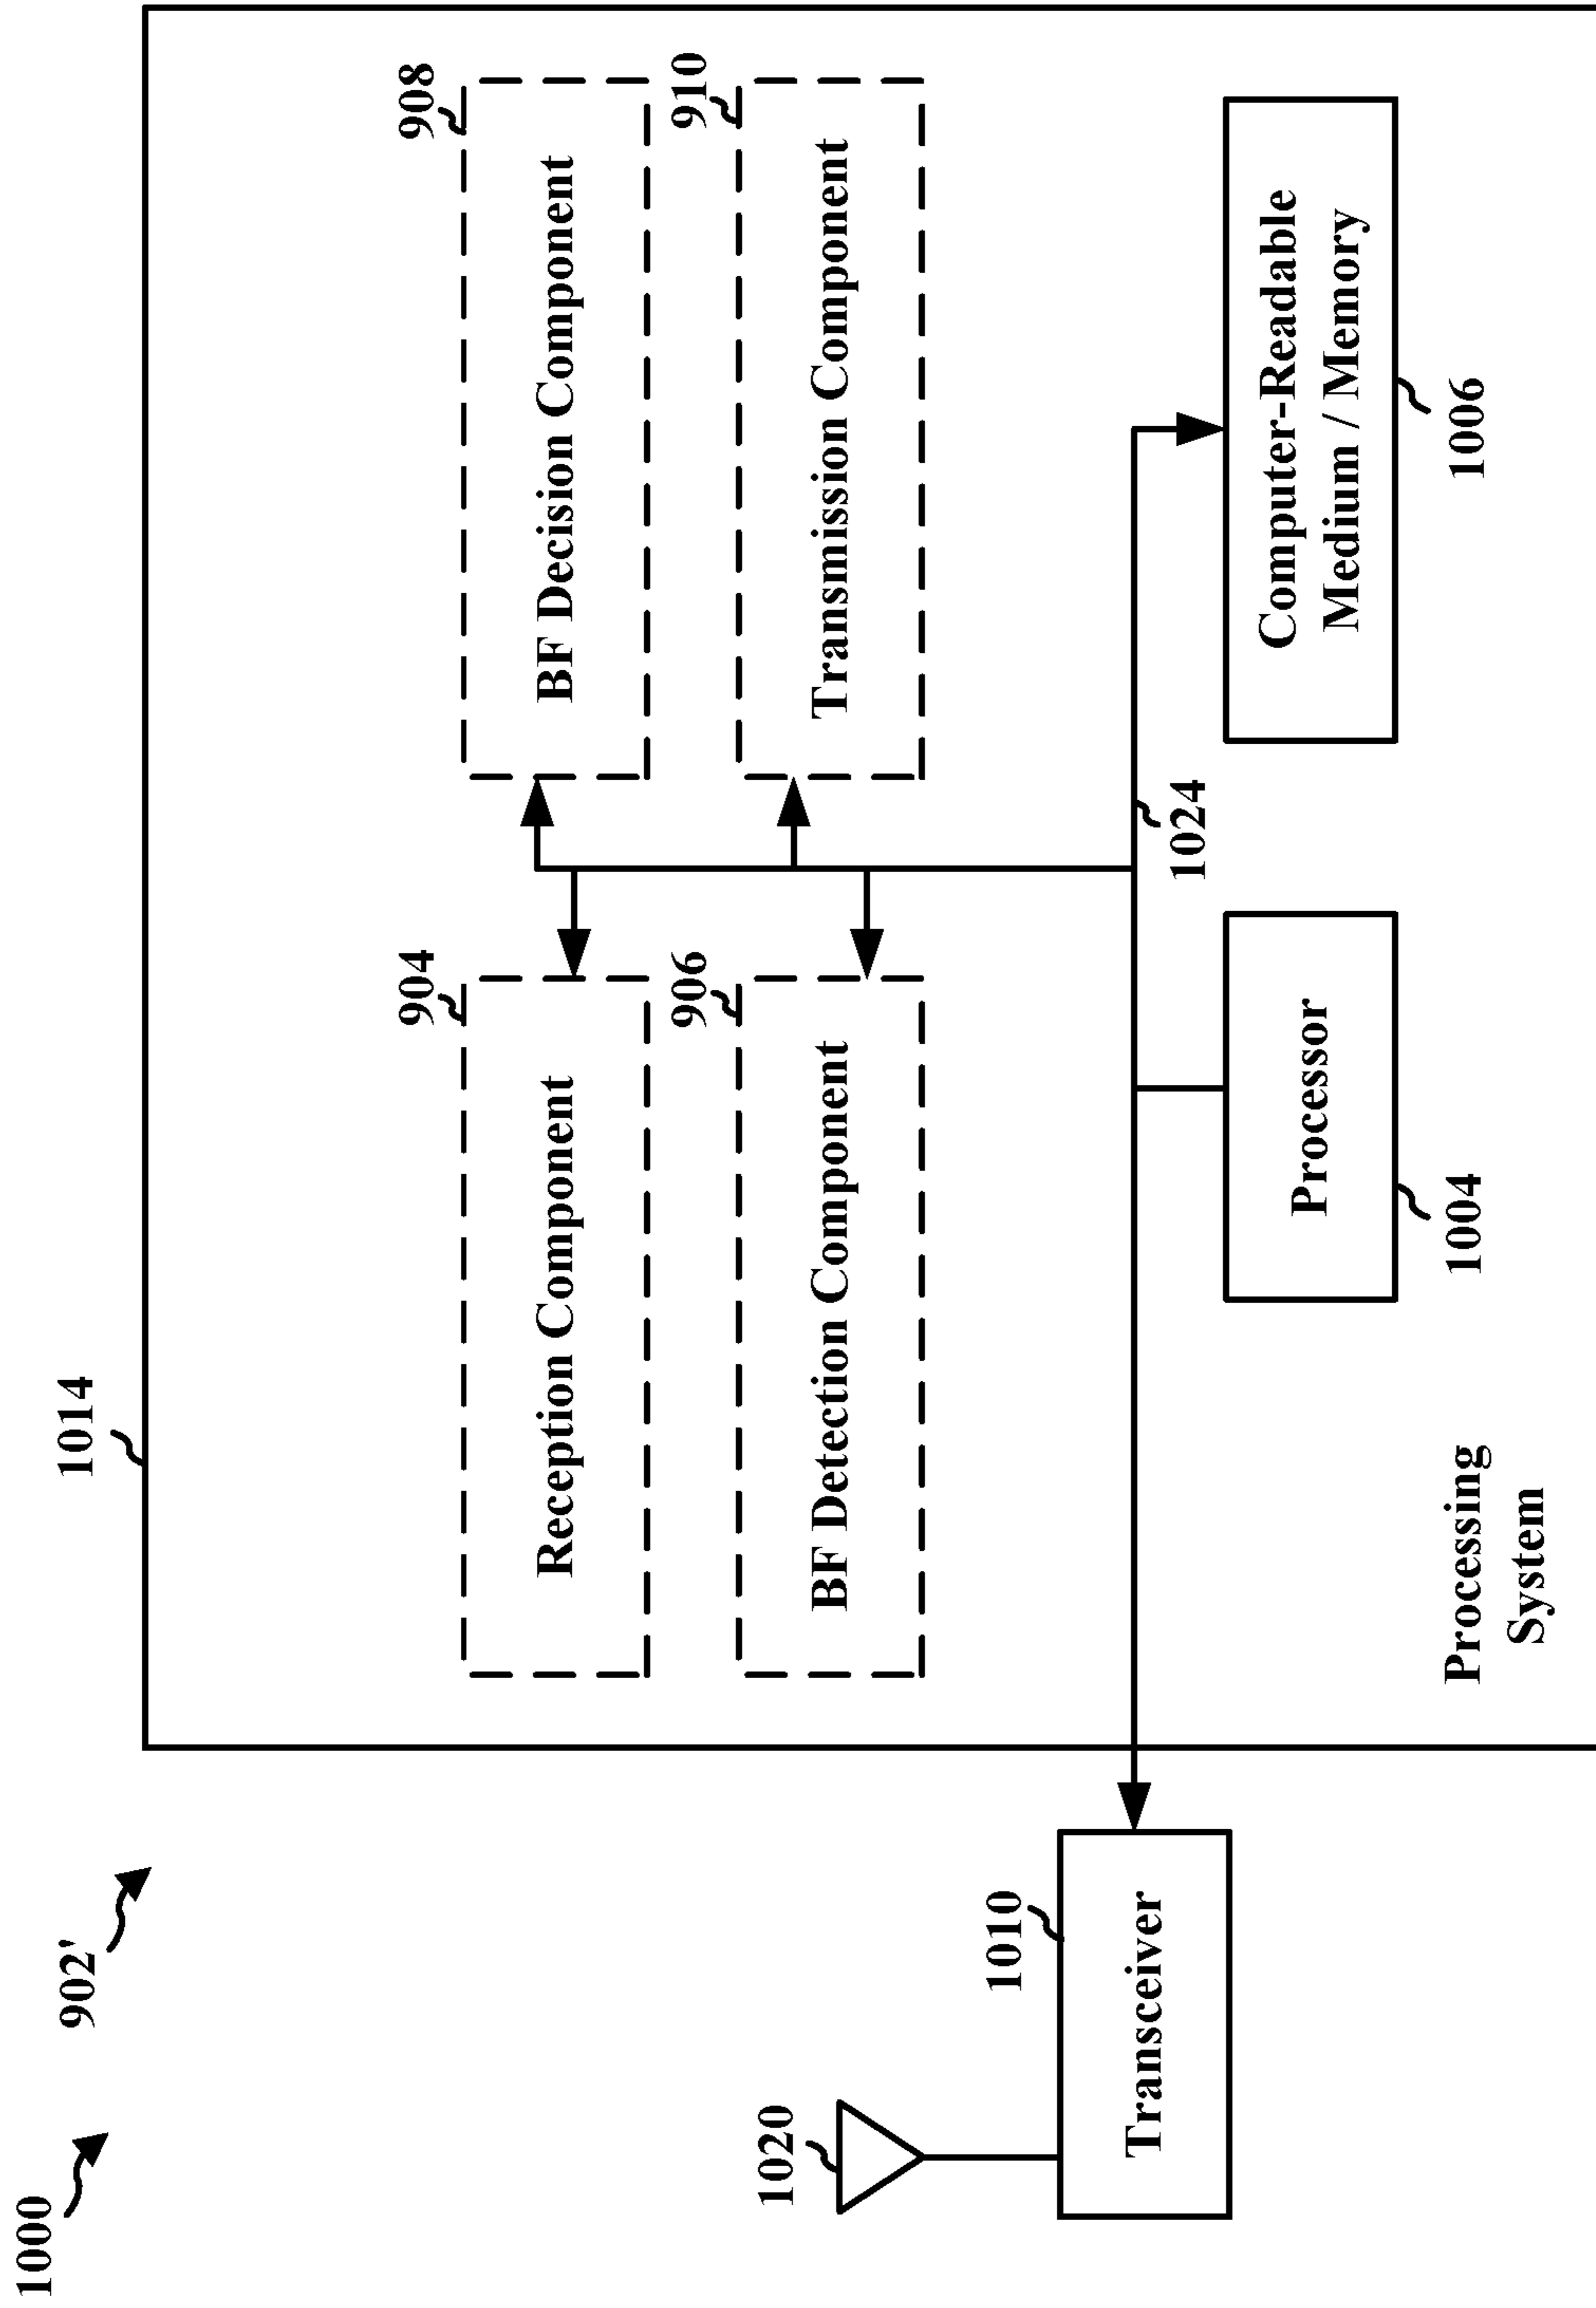 1000
902'
1014
904
Reception Component
908
BF Decision Component
906
BF Detection Component
910
Transmission Component
1020
1010
Transceiver
1024
Processor
1004
Computer-Readable
Medium / Memory
1006
Processing
System